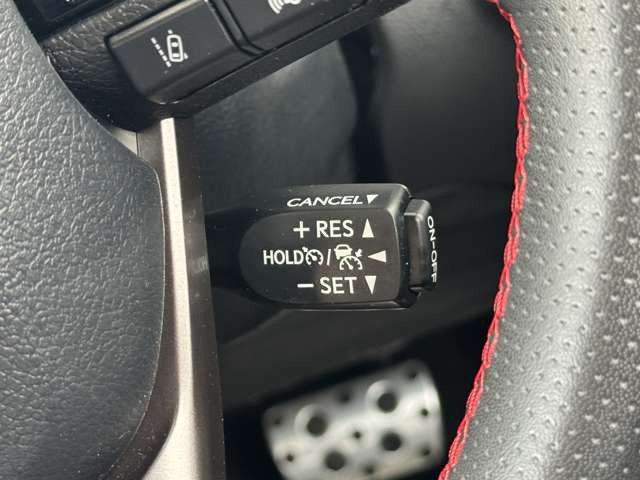 CANCEL▼
+ RES ▲
HOLD / ◀
− SET ▼
ON-OFF